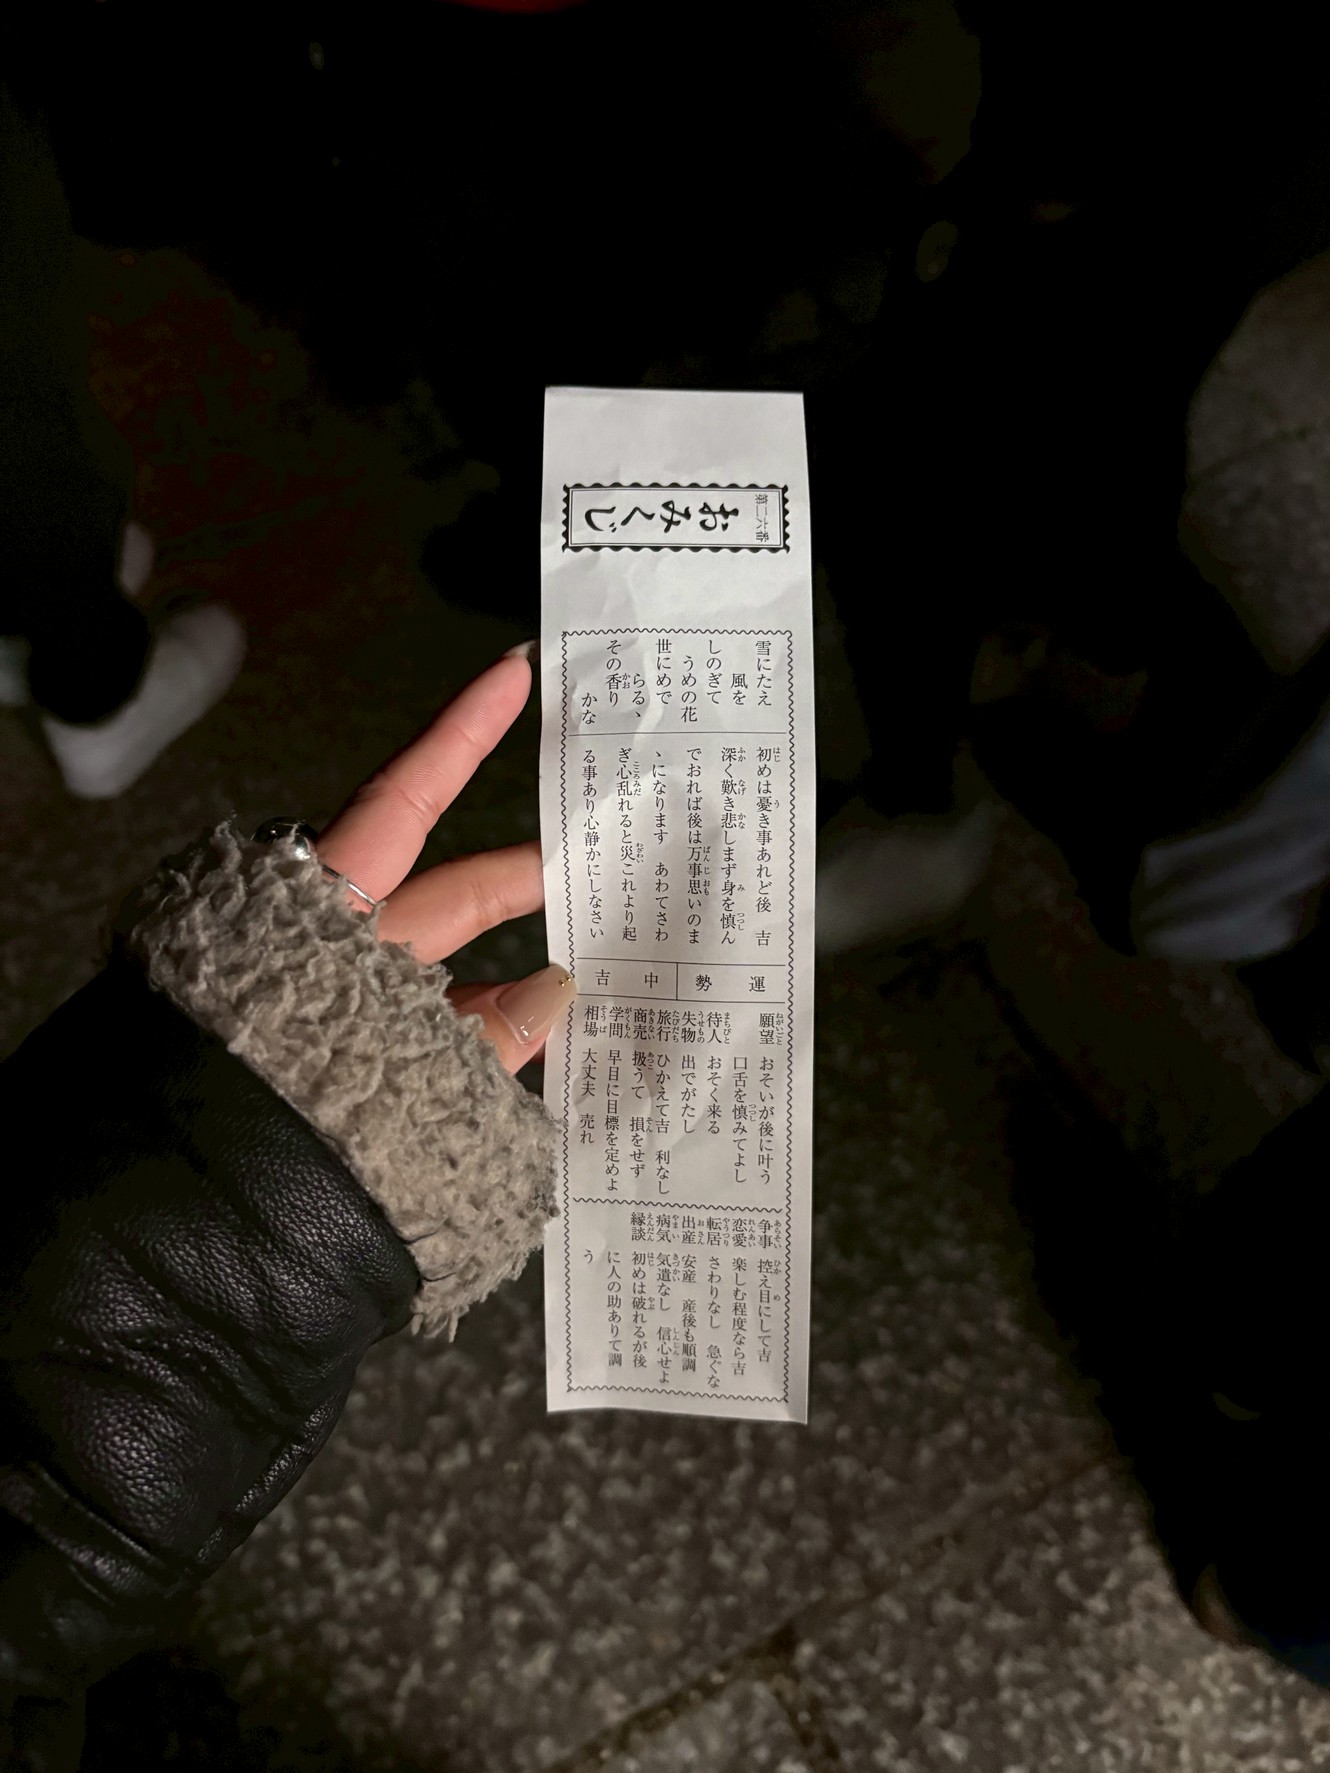 第二六番
おみくじ
雪にたえ
風を
しのぎて
うめの花
世にめで
らるゝ
その香り
かな
初めは憂き事あれど後 吉
深く歎き悲しまず身を慎ん
でおれば後は万事思いのま
ゝになります あわてさわ
ぎ心乱れると災これより起
る事あり心静かにしなさい
運勢 中吉
願望 おそいが後に叶う
口舌を慎みてよし
待人 おそく来る
失物 出でがたし
旅行 ひかえて吉 利なし
商売 扱うて 損をせず
学問 早目に目標を定めよ
相場 大丈夫 売れ
争事 控え目にして吉
恋愛 楽しむ程度なら吉
転居 さわりなし 急ぐな
出産 安産 産後も順調
病気 気遣なし 信心せよ
縁談 初めは破れるが後
に人の助ありて調
う